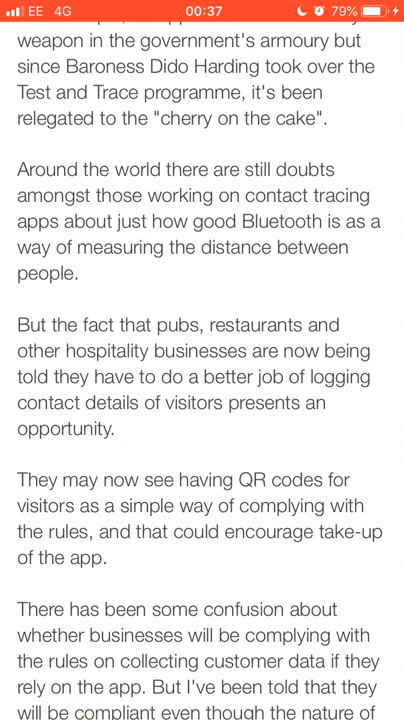 EE 4G 00:37 79%
weapon in the government's armoury but
since Baroness Dido Harding took over the
Test and Trace programme, it's been
relegated to the "cherry on the cake".
Around the world there are still doubts
amongst those working on contact tracing
apps about just how good Bluetooth is as a
way of measuring the distance between
people.
But the fact that pubs, restaurants and
other hospitality businesses are now being
told they have to do a better job of logging
contact details of visitors presents an
opportunity.
They may now see having QR codes for
visitors as a simple way of complying with
the rules, and that could encourage take-up
of the app.
There has been some confusion about
whether businesses will be complying with
the rules on collecting customer data if they
rely on the app. But I've been told that they
will be compliant even though the nature of